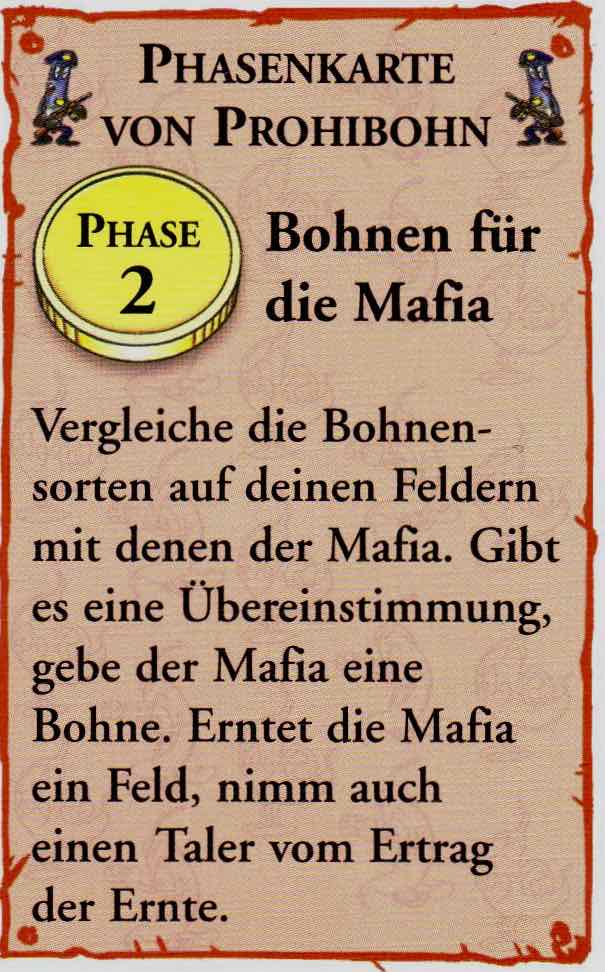 PHASENKARTE
VON PROHIBOHN
PHASE
2
Bohnen für
die Mafia
Vergleiche die Bohnen-
sorten auf deinen Feldern
mit denen der Mafia. Gibt
es eine Übereinstimmung,
gebe der Mafia eine
Bohne. Erntet die Mafia
ein Feld, nimm auch
einen Taler vom Ertrag
der Ernte.